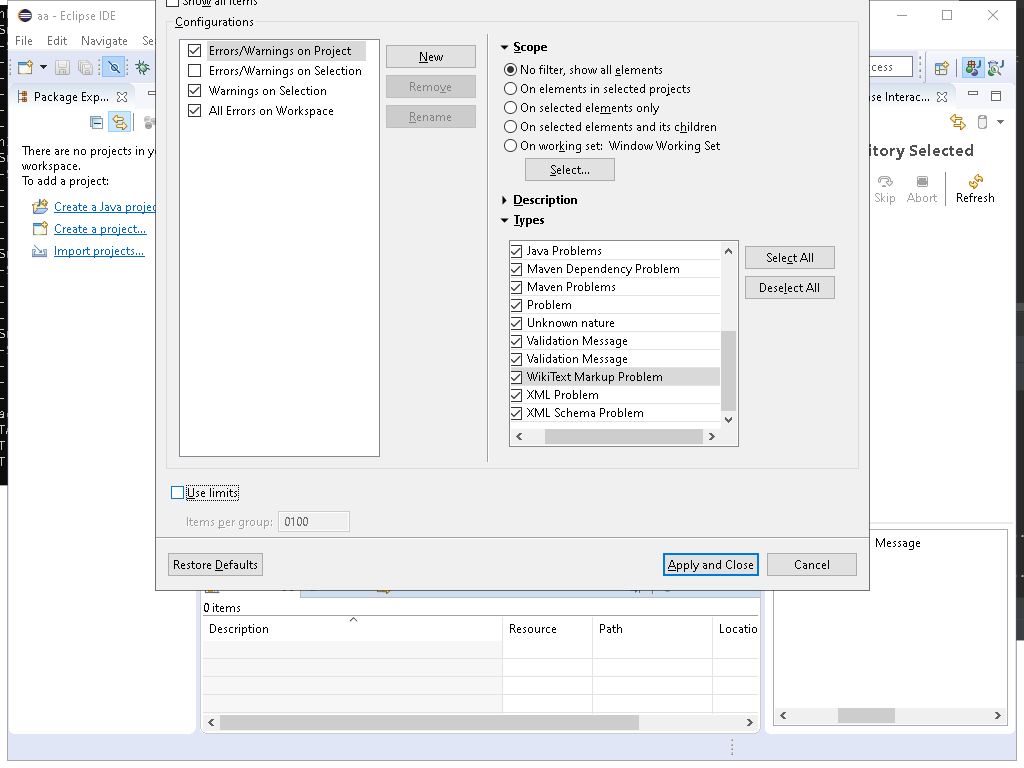 aa - Eclipse IDE
File Edit Navigate Se
Package Exp...
There are no projects in y
workspace.
To add a project:
Create a Java projec
Create a project...
Import projects...
Show all items
Configurations
Errors/Warnings on Project
Errors/Warnings on Selection
Warnings on Selection
All Errors on Workspace
New
Remove
Rename
Scope
No filter, show all elements
On elements in selected projects
On selected elements only
On selected elements and its children
On working set: Window Working Set
Select...
Description
Types
Java Problems
Maven Dependency Problem
Maven Problems
Problem
Unknown nature
Validation Message
Validation Message
WikiText Markup Problem
XML Problem
XML Schema Problem
Select All
Deselect All
Use limits
Items per group: 0100
Restore Defaults
Apply and Close
Cancel
cess
se Interac...
itory Selected
Skip Abort Refresh
Message
0 items
Description Resource Path Locatio